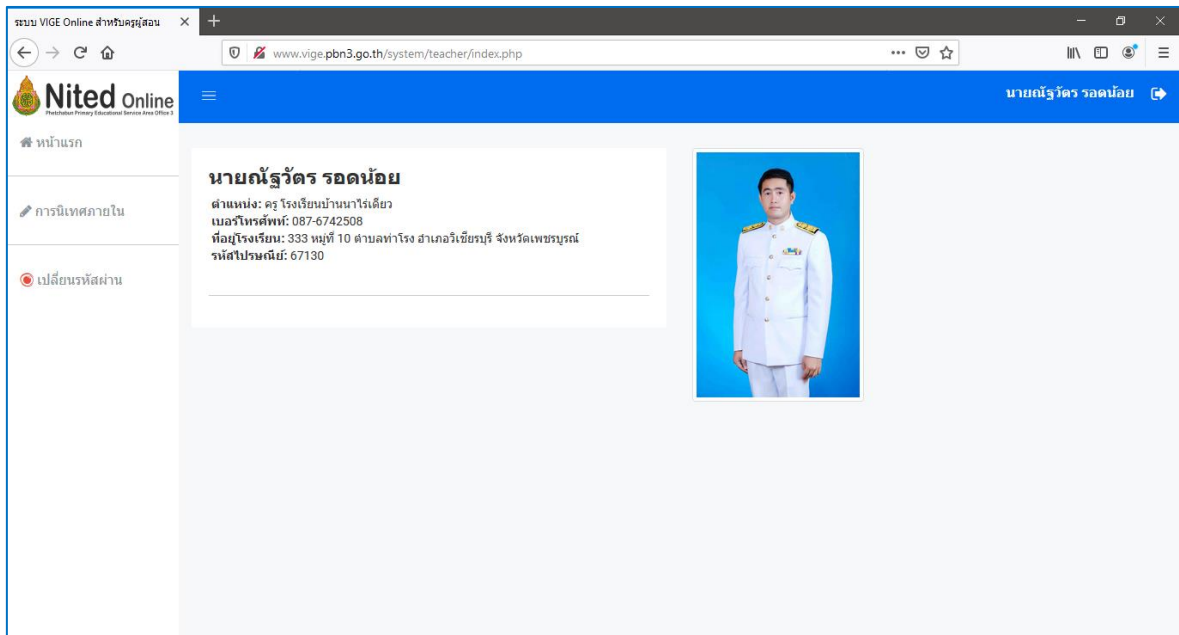 ระบบ VIGE Online สำหรับครูผู้สอน
www.vige.pbn3.go.th/system/teacher/index.php
Nited Online
Phetchabun Primary Educational Service Area Office 3
นายณัฐวัตร รอดน้อย
หน้าแรก
การนิเทศภายใน
เปลี่ยนรหัสผ่าน
นายณัฐวัตร รอดน้อย
ตำแหน่ง: ครู โรงเรียนบ้านนาไร่เดียว
เบอร์โทรศัพท์: 087-6742508
ที่อยู่โรงเรียน: 333 หมู่ที่ 10 ตำบลท่าโรง อำเภอวิเชียรบุรี จังหวัดเพชรบูรณ์
รหัสไปรษณีย์: 67130